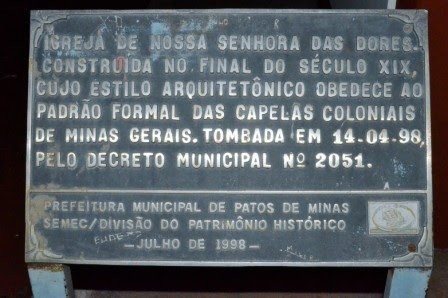 IGREJA DE NOSSA SENHORA DAS DORES.
CONSTRUÍDA NO FINAL DO SÉCULO XIX,
CUJO ESTILO ARQUITETÔNICO OBEDECE AO
PADRÃO FORMAL DAS CAPELAS COLONIAIS
DE MINAS GERAIS. TOMBADA EM 14-04-98,
PELO DECRETO MUNICIPAL Nº 2051.
PREFEITURA MUNICIPAL DE PATOS DE MINAS
SEMEC/DIVISÃO DO PATRIMÔNIO HISTÓRICO
— JULHO DE 1998 —